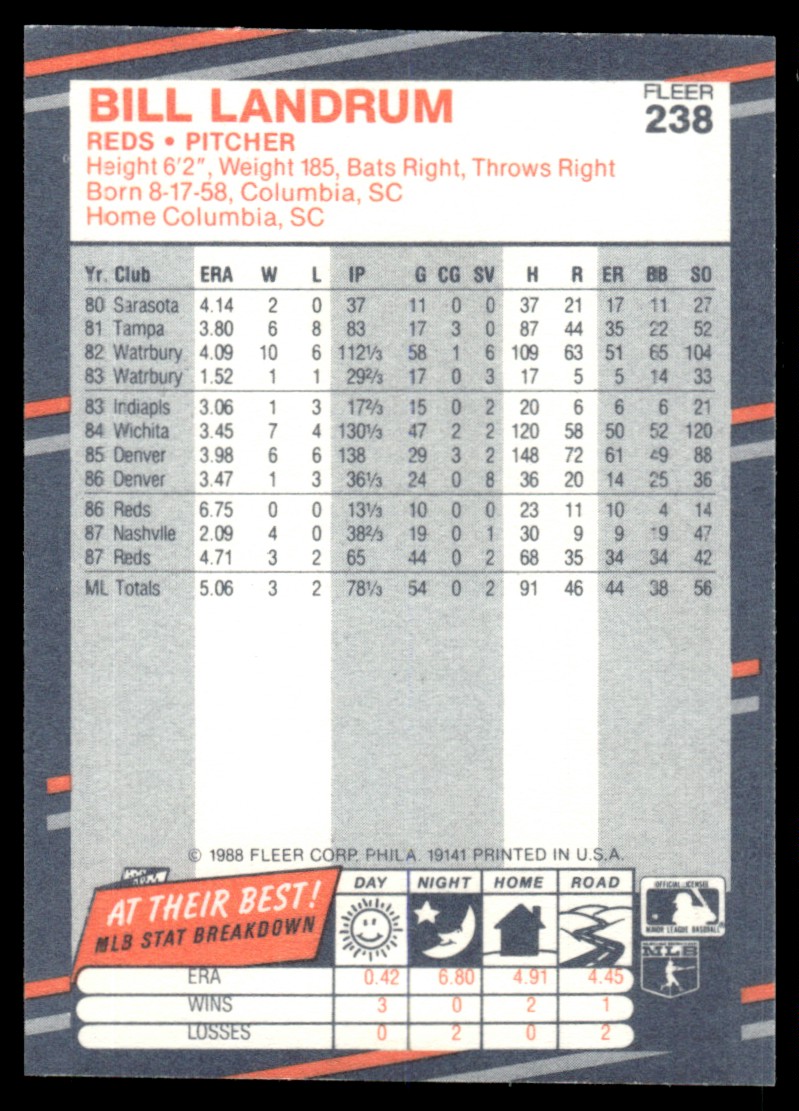 BILL LANDRUM
FLEER
238
REDS • PITCHER
Height 6'2", Weight 185, Bats Right, Throws Right
Born 8-17-58, Columbia, SC
Home Columbia, SC
Yr. Club ERA W L IP G CG SV H R ER BB SO
80 Sarasota 4.14 2 0 37 11 0 0 37 21 17 11 27
81 Tampa 3.80 6 8 83 17 3 0 87 44 35 22 52
82 Watrbury 4.09 10 6 112⅓ 58 1 6 109 63 51 65 104
83 Watrbury 1.52 1 1 29⅔ 17 0 3 17 5 5 14 33
83 Indiapls 3.06 1 3 17⅔ 15 0 2 20 6 6 6 21
84 Wichita 3.45 7 4 130⅓ 47 2 2 120 58 50 52 120
85 Denver 3.98 6 6 138 29 3 2 148 72 61 49 88
86 Denver 3.47 1 3 36⅓ 24 0 8 36 20 14 25 36
86 Reds 6.75 0 0 13⅓ 10 0 0 23 11 10 4 14
87 Nashvlle 2.09 4 0 38⅔ 19 0 1 30 9 9 19 47
87 Reds 4.71 3 2 65 44 0 2 68 35 34 34 42
ML Totals 5.06 3 2 78⅓ 54 0 2 91 46 44 38 56
© 1988 FLEER CORP. PHILA. 19141 PRINTED IN U.S.A.
AT THEIR BEST!
MLB STAT BREAKDOWN
DAY NIGHT HOME ROAD
ERA 0.42 6.80 4.91 4.45
WINS 3 0 2 1
LOSSES 0 2 0 2
OFFICIAL LICENSEE
MAJOR LEAGUE BASEBALL
MLB